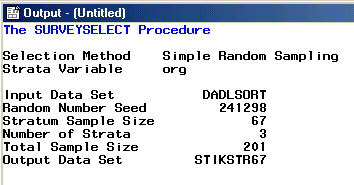 Output - (Untitled)
The SURVEYSELECT Procedure
Selection Method Simple Random Sampling
Strata Variable org
Input Data Set DADLSORT
Random Number Seed 241298
Stratum Sample Size 67
Number of Strata 3
Total Sample Size 201
Output Data Set STIKSTR67